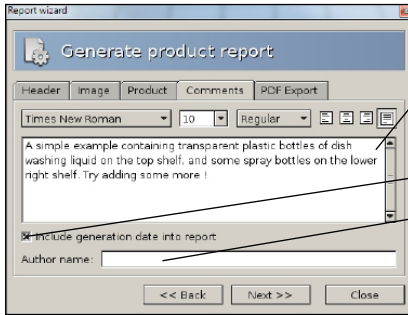 Report wizard
Generate product report
Header Image Product Comments PDF Export
Times New Roman 10 Regular
A simple example containing transparent plastic bottles of dish
washing liquid on the top shelf, and some spray bottles on the lower
right shelf. Try adding some more !
Include generation date into report
Author name:
<< Back Next >> Close